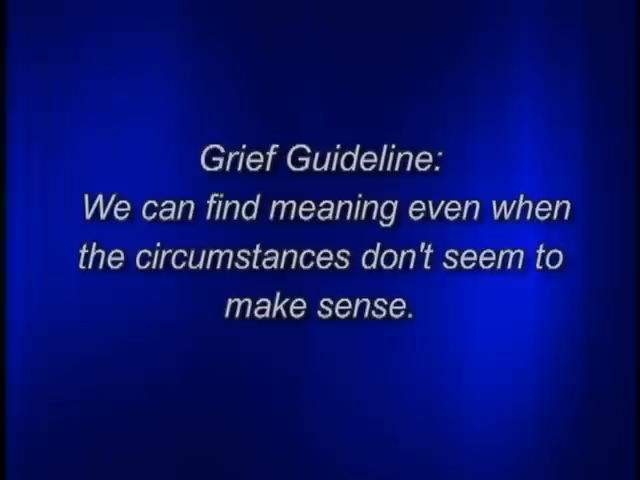 Grief Guideline:
We can find meaning even when
the circumstances don't seem to
make sense.